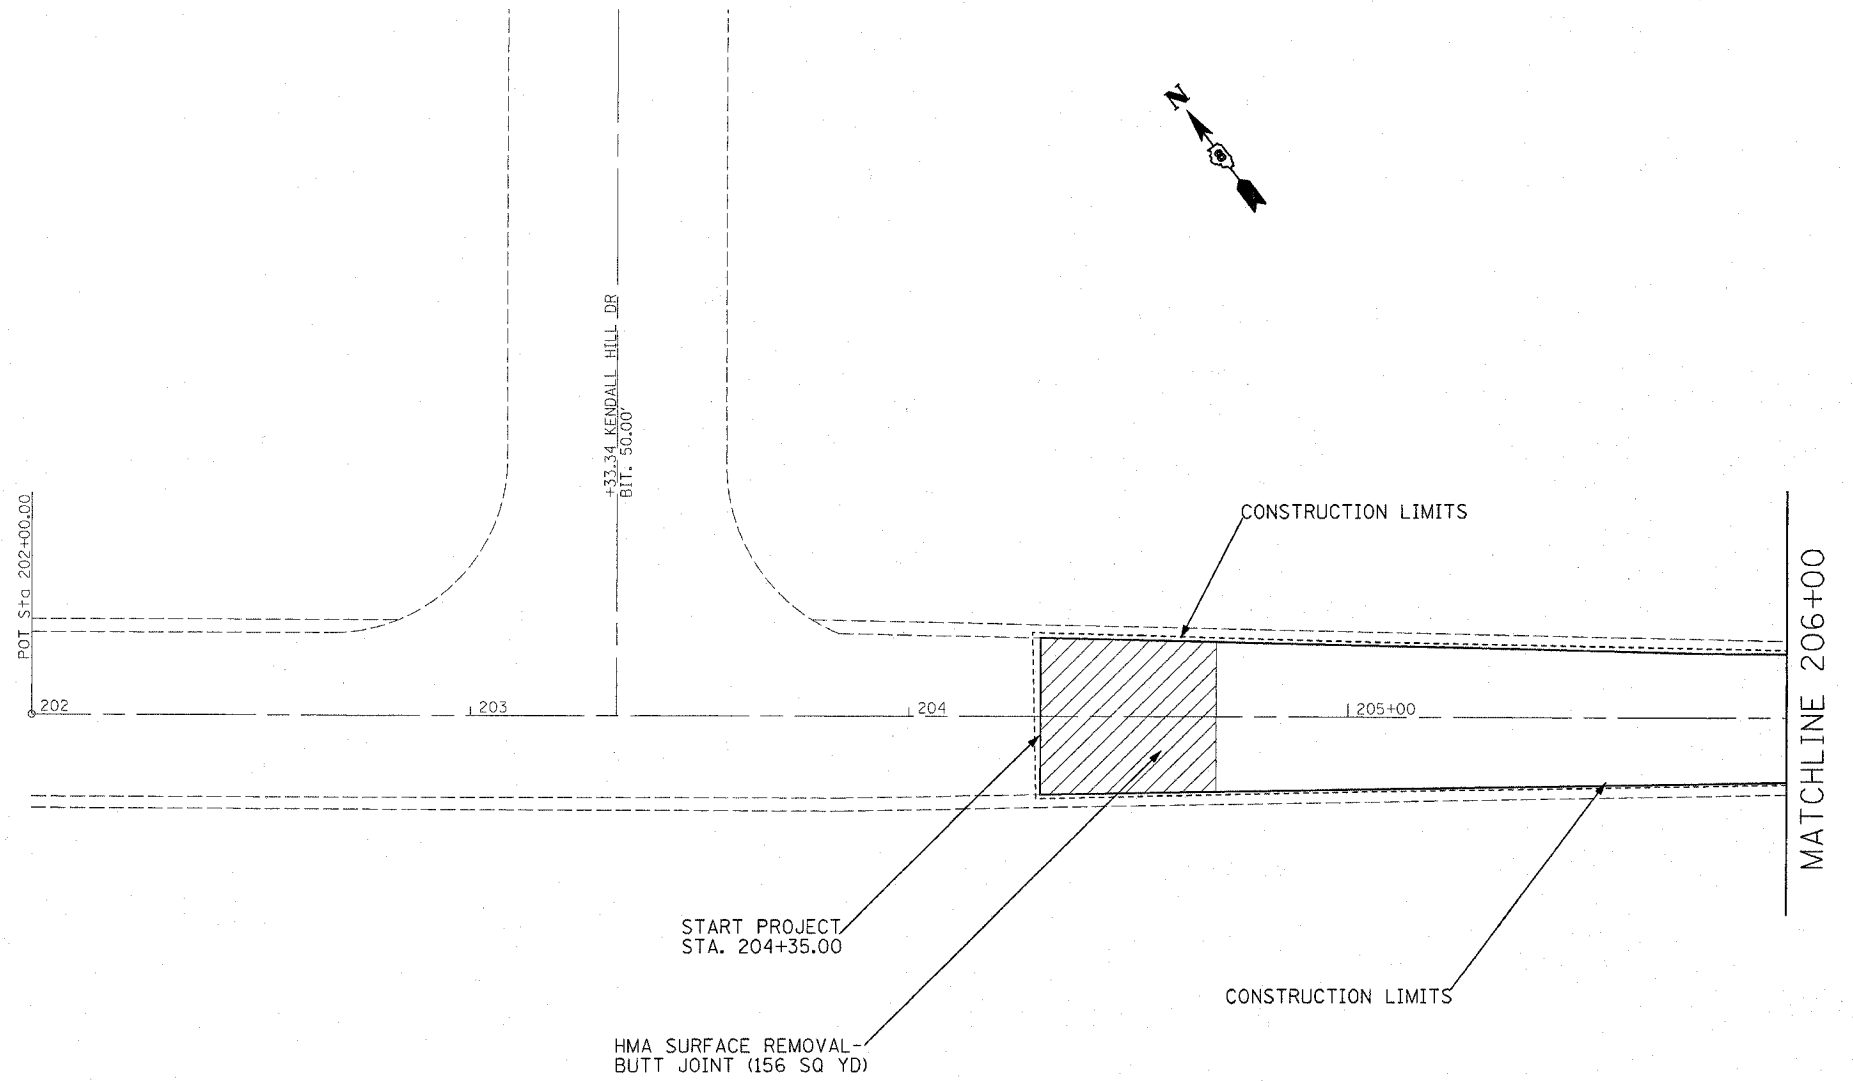 N
8
+33.34 KENDALL HILL DR
BIT. 50.00'
POT Sta 202+00.00
CONSTRUCTION LIMITS
MATCHLINE 206+00
202
203
204
205+00
START PROJECT
STA. 204+35.00
CONSTRUCTION LIMITS
HMA SURFACE REMOVAL-
BUTT JOINT (156 SQ YD)